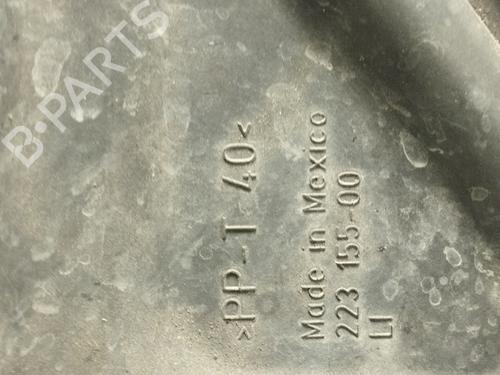 >PP-T 40<
Made in Mexico
223 155-00
LI
B-PARTS